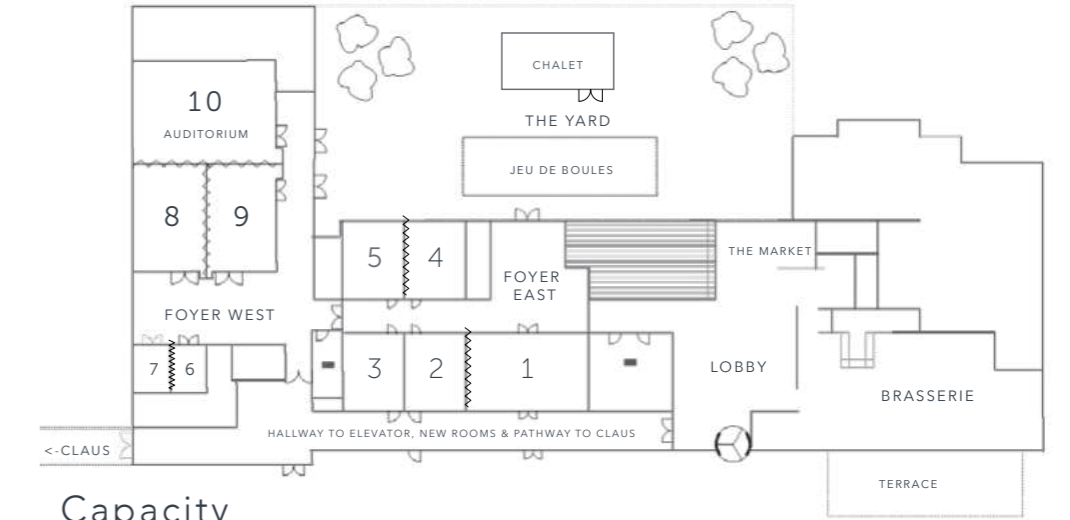 CHALET
10
THE YARD
AUDITORIUM
JEU DE BOULES
8
9
THE MARKET
5
4
FOYER
EAST
FOYER WEST
7
6
3
2
1
LOBBY
BRASSERIE
HALLWAY TO ELEVATOR, NEW ROOMS & PATHWAY TO CLAUS
<-CLAUS
TERRACE
Capacity